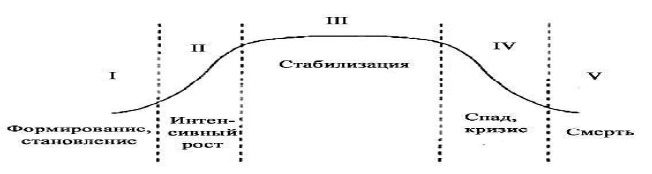 I
Формирование,
становление
II
Интен-
сивный
рост
III
Стабилизация
IV
Спад,
кризис
V
Смерть